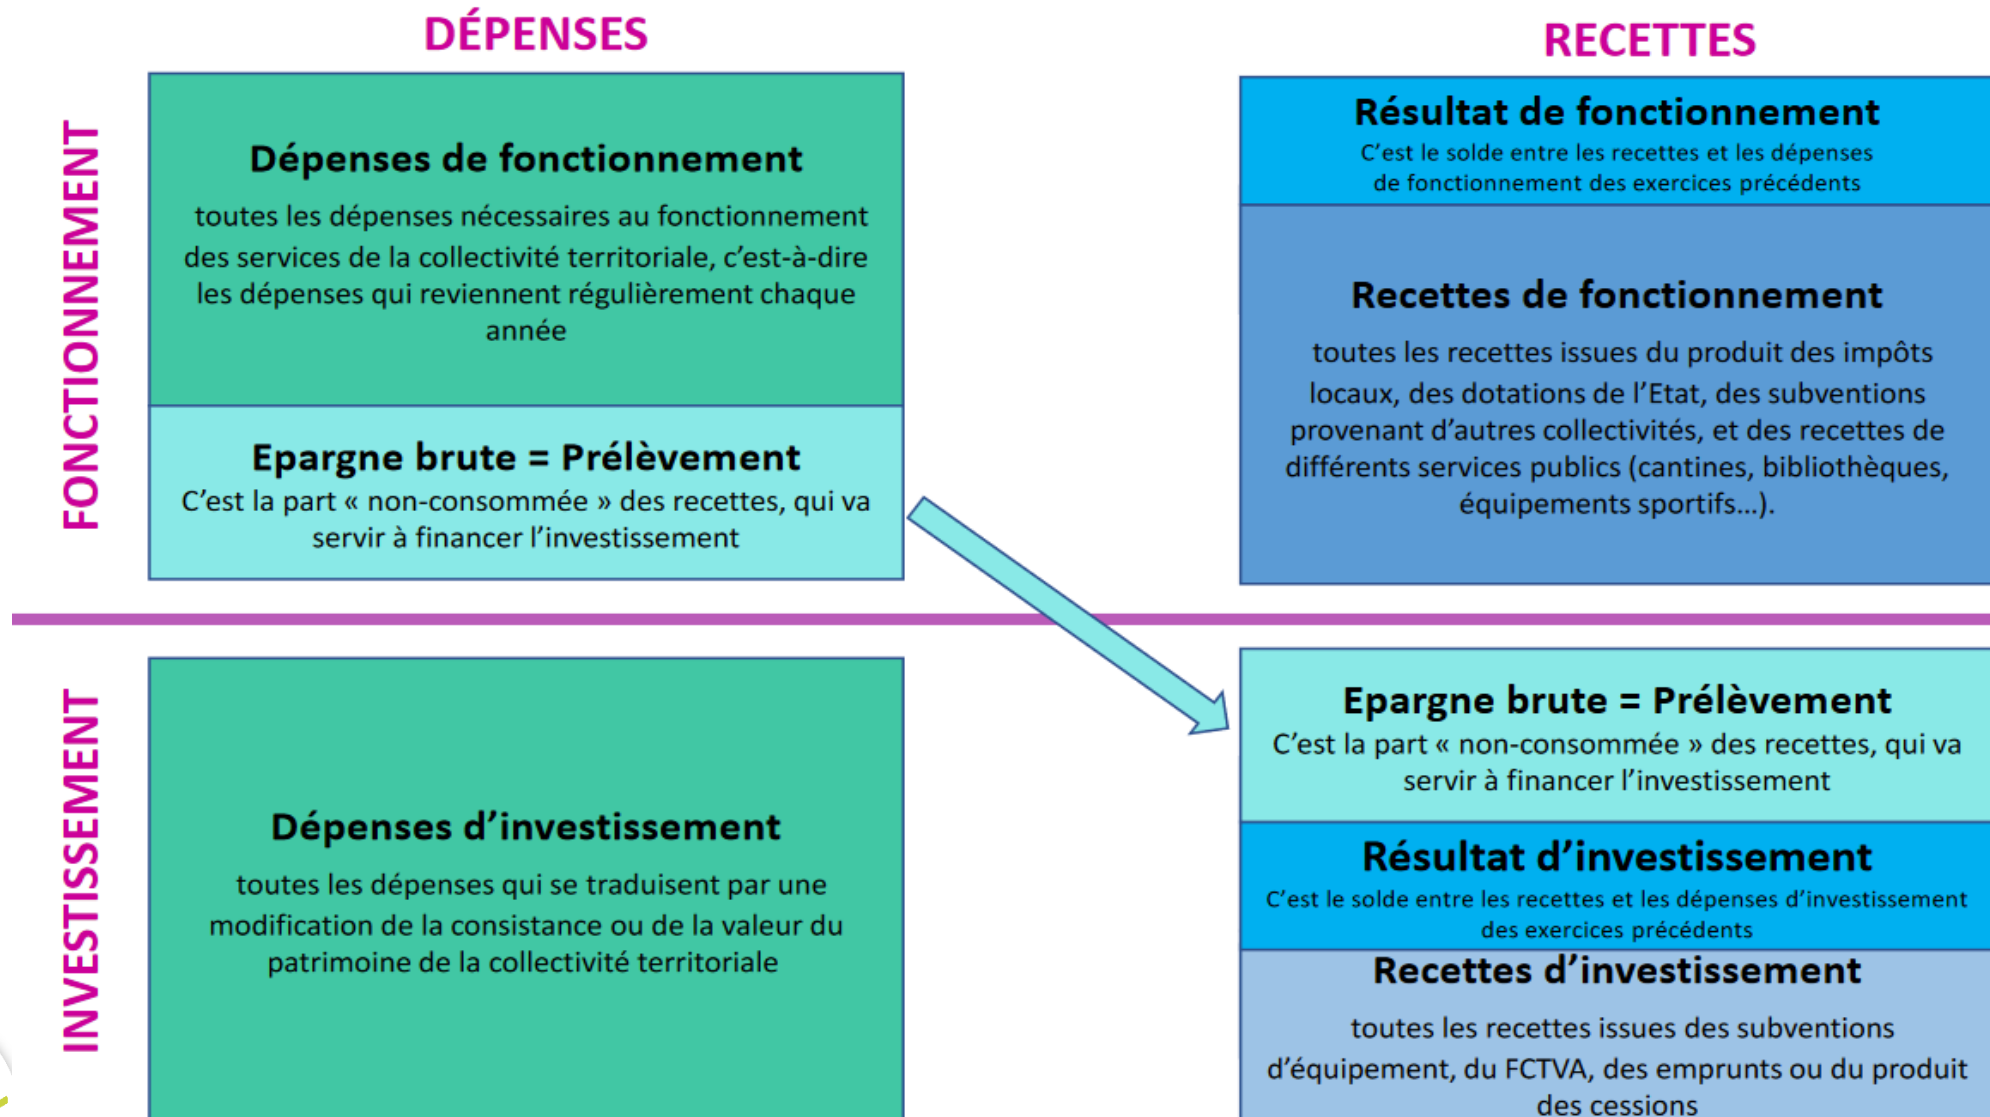 DÉPENSES
RECETTES
FONCTIONNEMENT
Dépenses de fonctionnement
toutes les dépenses nécessaires au fonctionnement
des services de la collectivité territoriale, c’est-à-dire
les dépenses qui reviennent régulièrement chaque
année
Epargne brute = Prélèvement
C’est la part « non-consommée » des recettes, qui va
servir à financer l’investissement
Résultat de fonctionnement
C’est le solde entre les recettes et les dépenses
de fonctionnement des exercices précédents
Recettes de fonctionnement
toutes les recettes issues du produit des impôts
locaux, des dotations de l’Etat, des subventions
provenant d’autres collectivités, et des recettes de
différents services publics (cantines, bibliothèques,
équipements sportifs…).
INVESTISSEMENT
Dépenses d’investissement
toutes les dépenses qui se traduisent par une
modification de la consistance ou de la valeur du
patrimoine de la collectivité territoriale
Epargne brute = Prélèvement
C’est la part « non-consommée » des recettes, qui va
servir à financer l’investissement
Résultat d’investissement
C’est le solde entre les recettes et les dépenses d’investissement
des exercices précédents
Recettes d’investissement
toutes les recettes issues des subventions
d’équipement, du FCTVA, des emprunts ou du produit
des cessions